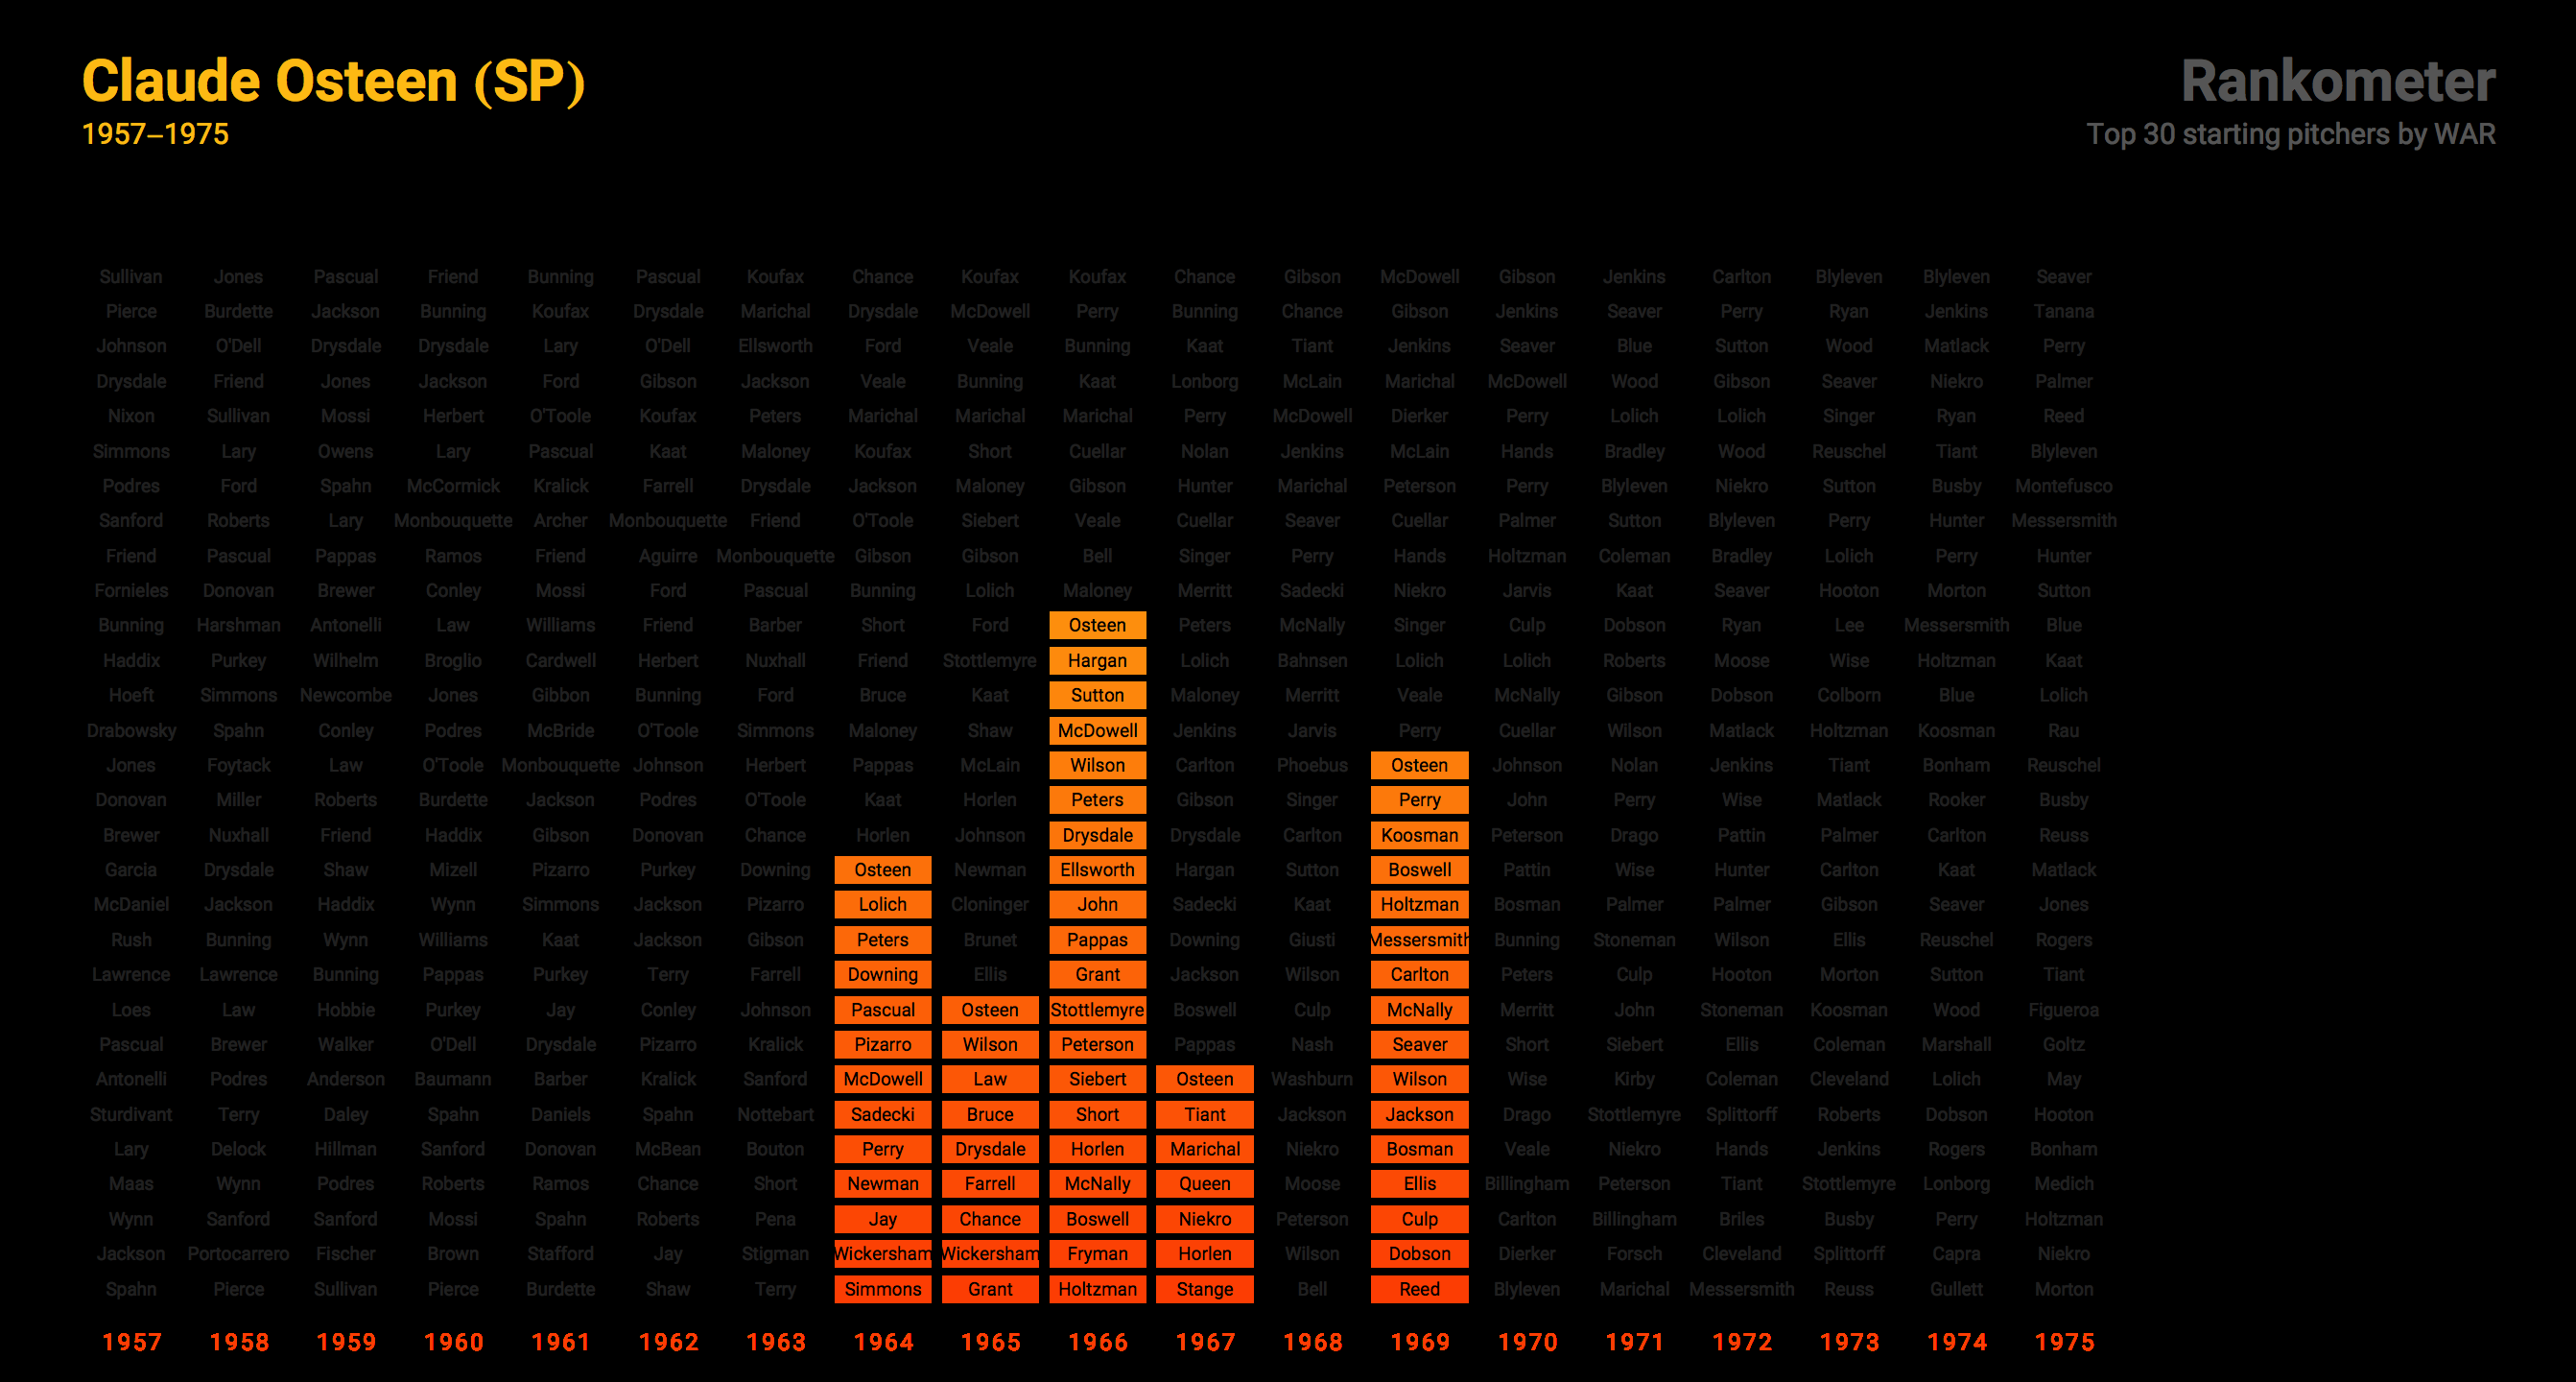 Claude Osteen (SP)
1957–1975
Rankometer
Top 30 starting pitchers by WAR
Sullivan Jones Pascual Friend Bunning Pascual Koufax Chance Koufax Koufax Chance Gibson McDowell Gibson Jenkins Carlton Blyleven Blyleven Seaver
Pierce Burdette Jackson Bunning Koufax Drysdale Marichal Drysdale McDowell Perry Bunning Chance Gibson Jenkins Seaver Perry Ryan Jenkins Tanana
Johnson O'Dell Drysdale Drysdale Lary O'Dell Ellsworth Ford Veale Bunning Kaat Tiant Jenkins Seaver Blue Sutton Wood Matlack Perry
Drysdale Friend Jones Jackson Ford Gibson Jackson Veale Bunning Kaat Lonborg McLain Marichal McDowell Wood Gibson Seaver Niekro Palmer
Nixon Sullivan Mossi Herbert O'Toole Koufax Peters Marichal Marichal Marichal Perry McDowell Dierker Perry Lolich Lolich Singer Ryan Reed
Simmons Lary Owens Lary Pascual Kaat Maloney Koufax Short Cuellar Nolan Jenkins McLain Hands Bradley Wood Reuschel Tiant Blyleven
Podres Ford Spahn McCormick Kralick Farrell Drysdale Jackson Maloney Gibson Hunter Marichal Peterson Perry Blyleven Niekro Sutton Busby Montefusco
Sanford Roberts Lary Monbouquette Archer Monbouquette Friend O'Toole Siebert Veale Cuellar Seaver Cuellar Palmer Sutton Blyleven Perry Hunter Messersmith
Friend Pascual Pappas Ramos Friend Aguirre Monbouquette Gibson Gibson Bell Singer Perry Hands Holtzman Coleman Bradley Lolich Perry Hunter
Fornieles Donovan Brewer Conley Mossi Ford Pascual Bunning Lolich Maloney Merritt Sadecki Niekro Jarvis Kaat Seaver Hooton Morton Sutton
Bunning Harshman Antonelli Law Williams Friend Barber Short Ford Osteen Peters McNally Singer Culp Dobson Ryan Lee Messersmith Blue
Haddix Purkey Wilhelm Broglio Cardwell Herbert Nuxhall Friend Stottlemyre Hargan Lolich Bahnsen Lolich Lolich Roberts Moose Wise Holtzman Kaat
Hoeft Simmons Newcombe Jones Gibbon Bunning Ford Bruce Kaat Sutton Maloney Merritt Veale McNally Gibson Dobson Colborn Blue Lolich
Drabowsky Spahn Conley Podres McBride O'Toole Simmons Maloney Shaw McDowell Jenkins Jarvis Perry Cuellar Wilson Matlack Holtzman Koosman Rau
Jones Foytack Law O'Toole Monbouquette Johnson Herbert Pappas McLain Wilson Carlton Phoebus Osteen Johnson Nolan Jenkins Tiant Bonham Reuschel
Donovan Miller Roberts Burdette Jackson Podres O'Toole Kaat Horlen Peters Gibson Singer Perry John Perry Wise Matlack Rooker Busby
Brewer Nuxhall Friend Haddix Gibson Donovan Chance Horlen Johnson Drysdale Drysdale Carlton Koosman Peterson Drago Pattin Palmer Carlton Reuss
Garcia Drysdale Shaw Mizell Pizarro Purkey Downing Osteen Newman Ellsworth Hargan Sutton Boswell Pattin Wise Hunter Carlton Kaat Matlack
McDaniel Jackson Haddix Wynn Simmons Jackson Pizarro Lolich Cloninger John Sadecki Kaat Holtzman Bosman Palmer Palmer Gibson Seaver Jones
Rush Bunning Wynn Williams Kaat Jackson Gibson Peters Brunet Pappas Downing Giusti Messersmith Bunning Stoneman Wilson Ellis Reuschel Rogers
Lawrence Lawrence Bunning Pappas Purkey Terry Farrell Downing Ellis Grant Jackson Wilson Carlton Peters Culp Hooton Morton Sutton Tiant
Loes Law Hobbie Purkey Jay Conley Johnson Pascual Osteen Stottlemyre Boswell Culp McNally Merritt John Stoneman Koosman Wood Figueroa
Pascual Brewer Walker O'Dell Drysdale Pizarro Kralick Pizarro Wilson Peterson Pappas Nash Seaver Short Siebert Ellis Coleman Marshall Goltz
Antonelli Podres Anderson Baumann Barber Kralick Sanford McDowell Law Siebert Osteen Washburn Wilson Wise Kirby Coleman Cleveland Lolich May
Sturdivant Terry Daley Spahn Daniels Spahn Nottebart Sadecki Bruce Short Tiant Jackson Jackson Drago Stottlemyre Splittorff Roberts Dobson Hooton
Lary Delock Hillman Sanford Donovan McBean Bouton Perry Drysdale Horlen Marichal Niekro Bosman Veale Niekro Hands Jenkins Rogers Bonham
Maas Wynn Podres Roberts Ramos Chance Short Newman Farrell McNally Queen Moose Ellis Billingham Peterson Tiant Stottlemyre Lonborg Medich
Wynn Sanford Sanford Mossi Spahn Roberts Pena Jay Chance Boswell Niekro Peterson Culp Carlton Billingham Briles Busby Perry Holtzman
Jackson Portocarrero Fischer Brown Stafford Jay Stigman Wickersham Wickersham Fryman Horlen Wilson Dobson Dierker Forsch Cleveland Splittorff Capra Niekro
Spahn Pierce Sullivan Pierce Burdette Shaw Terry Simmons Grant Holtzman Stange Bell Reed Blyleven Marichal Messersmith Reuss Gullett Morton
1957 1958 1959 1960 1961 1962 1963 1964 1965 1966 1967 1968 1969 1970 1971 1972 1973 1974 1975